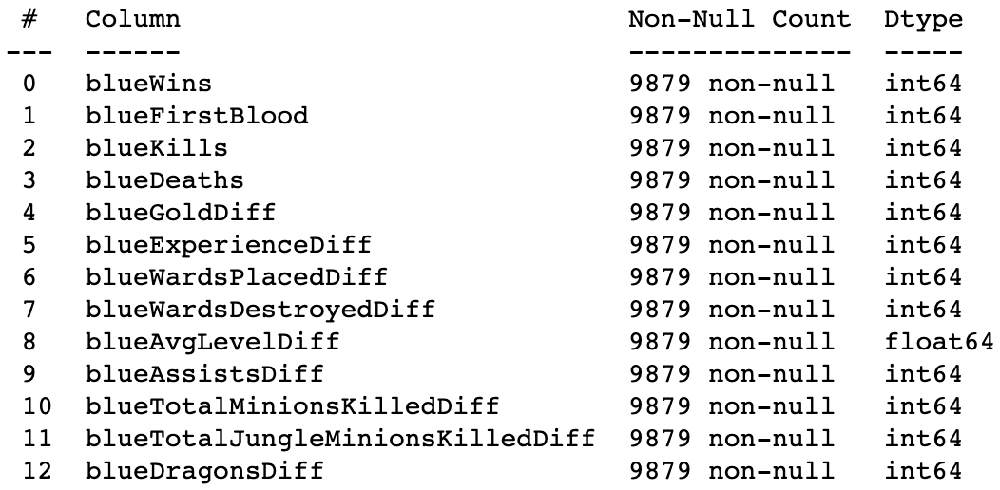 #   Column                           Non-Null Count  Dtype
---  ------                           --------------  -----
0   blueWins                         9879 non-null   int64
1   blueFirstBlood                   9879 non-null   int64
2   blueKills                        9879 non-null   int64
3   blueDeaths                       9879 non-null   int64
4   blueGoldDiff                     9879 non-null   int64
5   blueExperienceDiff               9879 non-null   int64
6   blueWardsPlacedDiff              9879 non-null   int64
7   blueWardsDestroyedDiff           9879 non-null   int64
8   blueAvgLevelDiff                 9879 non-null   float64
9   blueAssistsDiff                  9879 non-null   int64
10  blueTotalMinionsKilledDiff       9879 non-null   int64
11  blueTotalJungleMinionsKilledDiff 9879 non-null   int64
12  blueDragonsDiff                  9879 non-null   int64